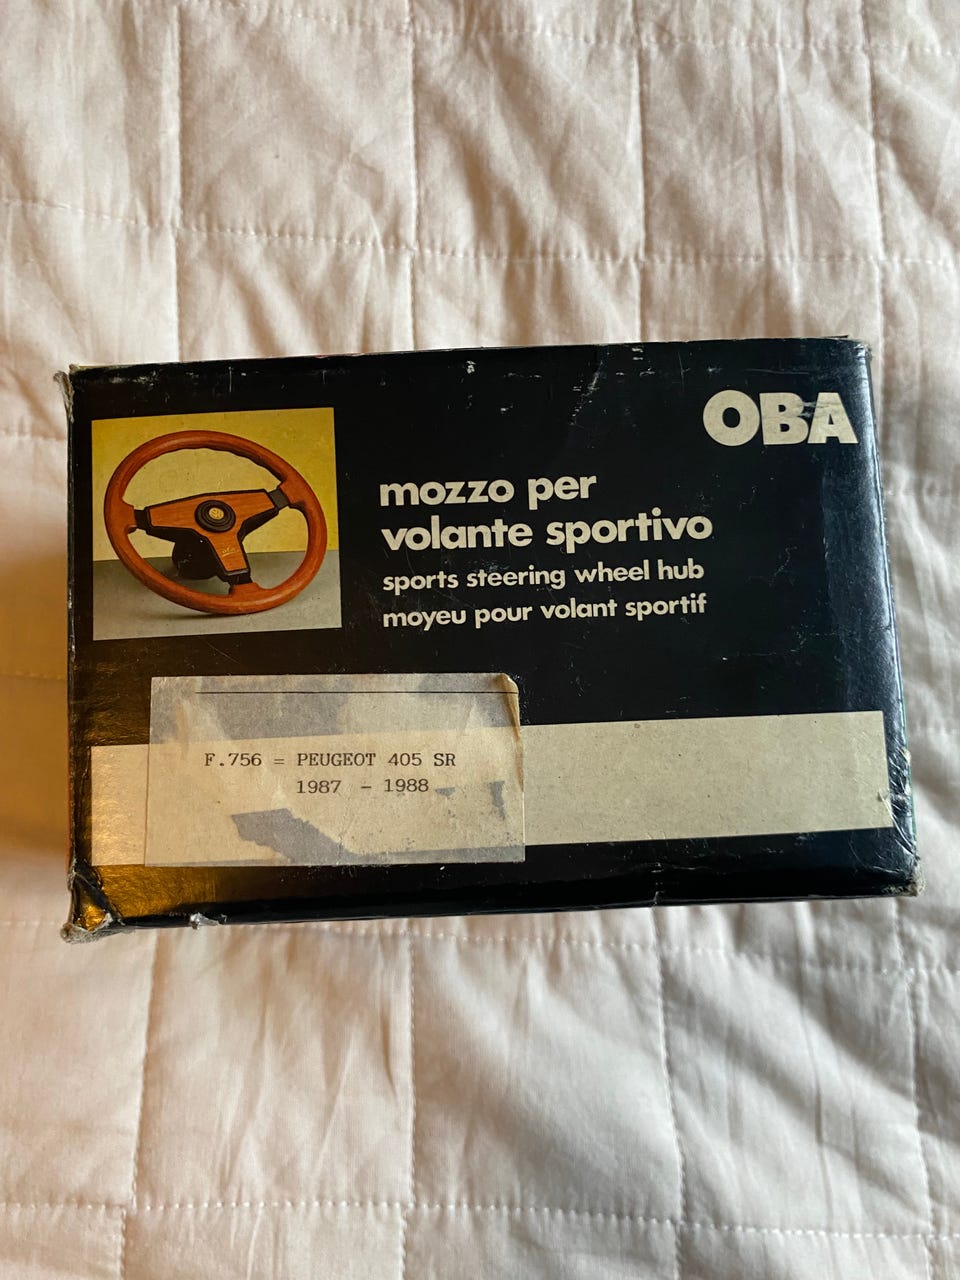 OBA
mozzo per
volante sportivo
sports steering wheel hub
moyeu pour volant sportif
F.756 = PEUGEOT 405 SR
1987 - 1988